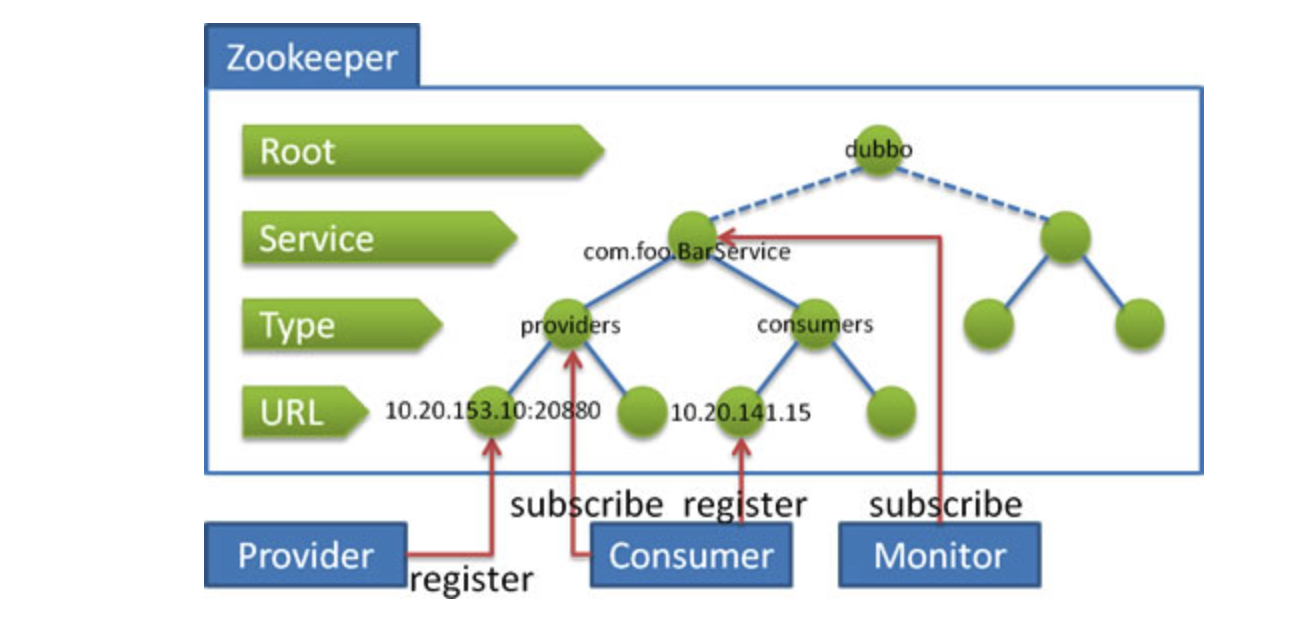 Zookeeper
Root
dubbo
Service
com.foo.BarService
Type
providers
consumers
URL
10.20.153.10:20880
10.20.141.15
subscribe
register
subscribe
Provider
Consumer
Monitor
register